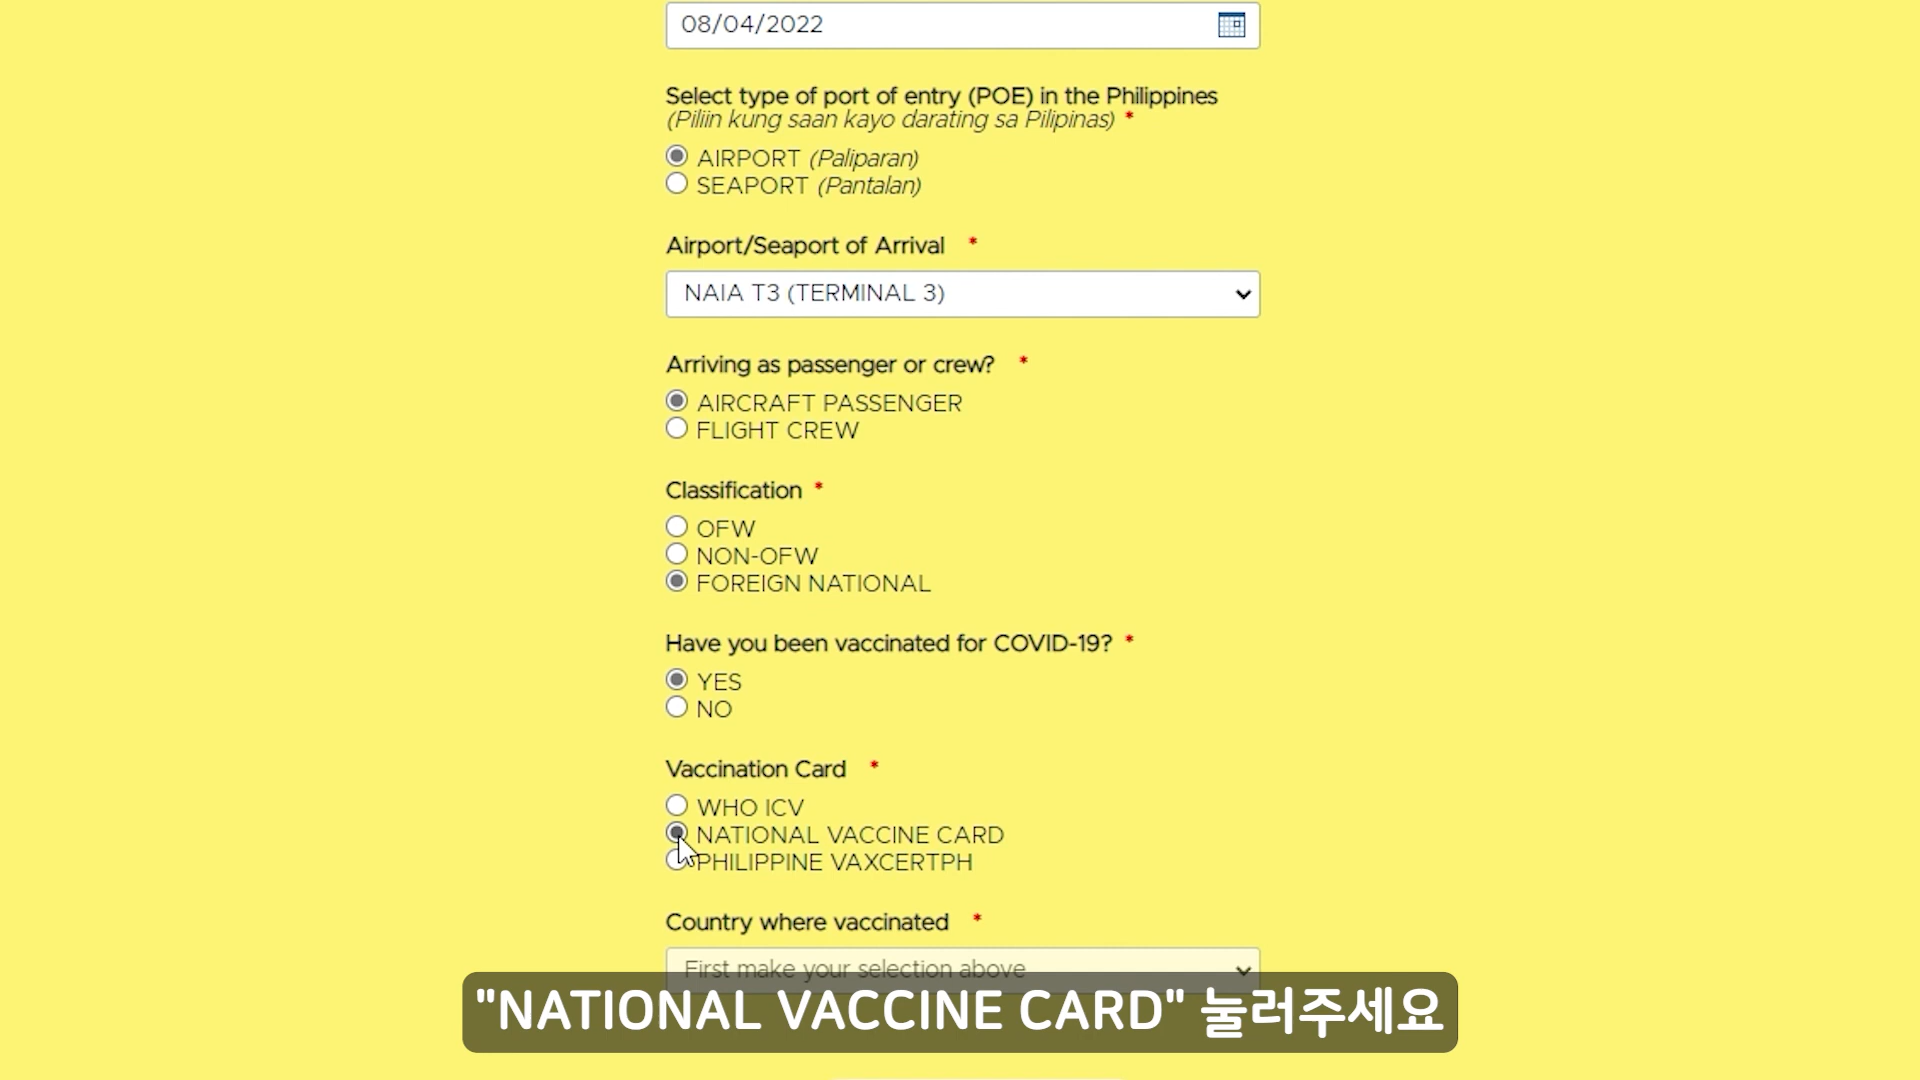 08/04/2022
Select type of port of entry (POE) in the Philippines
(Piliin kung saan kayo darating sa Pilipinas) *
AIRPORT (Paliparan)
SEAPORT (Pantalan)
Airport/Seaport of Arrival *
NAIA T3 (TERMINAL 3)
Arriving as passenger or crew? *
AIRCRAFT PASSENGER
FLIGHT CREW
Classification *
OFW
NON-OFW
FOREIGN NATIONAL
Have you been vaccinated for COVID-19? *
YES
NO
Vaccination Card *
WHO ICV
NATIONAL VACCINE CARD
PHILIPPINE VAXCERTPH
Country where vaccinated *
First make your selection above
"NATIONAL VACCINE CARD" 눌러주세요